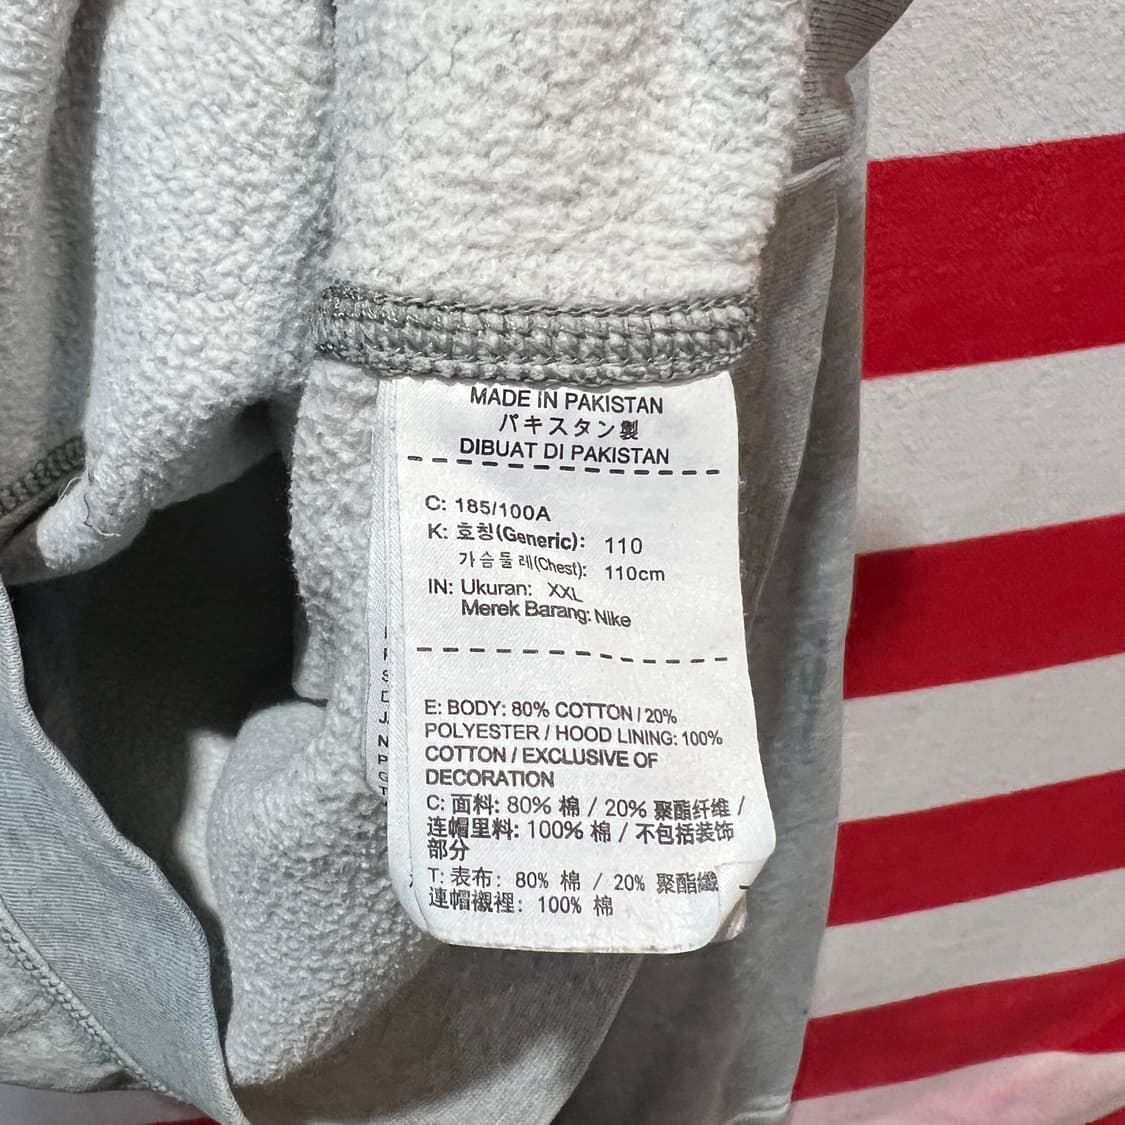 MADE IN PAKISTAN
パキスタン製
DIBUAT DI PAKISTAN
C: 185/100A
K: 호칭(Generic): 110
가슴둘레(Chest): 110cm
IN: Ukuran: XXL
Merek Barang: Nike
E: BODY: 80% COTTON / 20%
POLYESTER / HOOD LINING: 100%
COTTON / EXCLUSIVE OF
DECORATION
C: 面料: 80% 棉 / 20% 聚酯纤维 /
连帽里料: 100% 棉 / 不包括装饰
部分
T: 表布: 80% 棉 / 20% 聚酯纖
連帽襯裡: 100% 棉